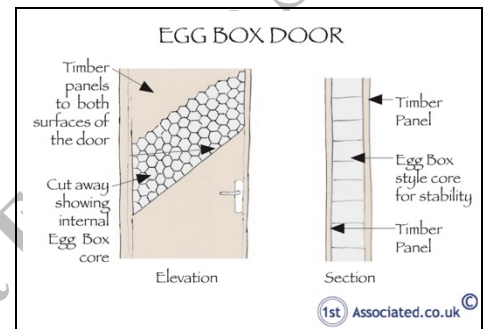 EGG BOX DOOR
Timber
panels
to both
surfaces of
the door
Cut away
showing
internal
Egg Box
core
Elevation
Timber
Panel
Egg Box
style core
for stability
Timber
Panel
Section
1st Associated.co.uk ©